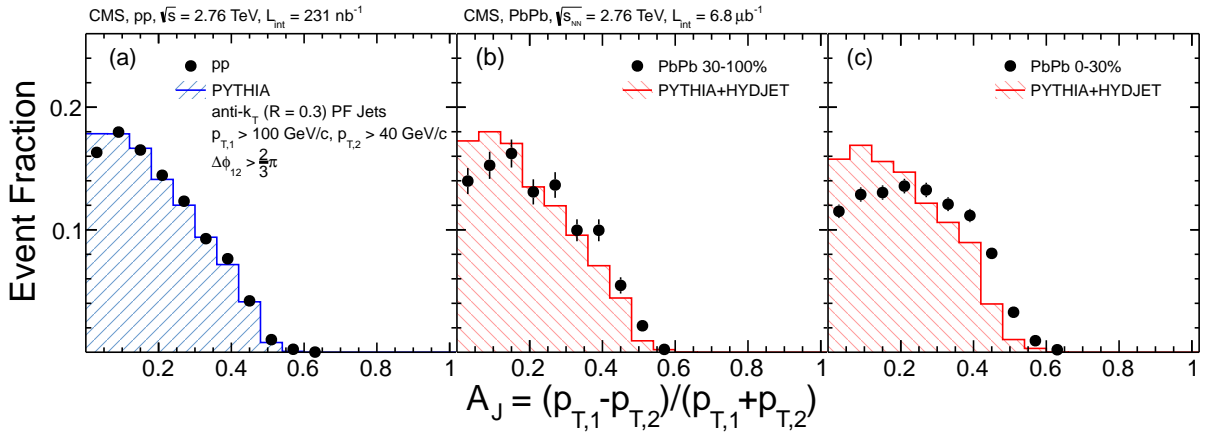 CMS, pp, √s = 2.76 TeV, L_int = 231 nb⁻¹
CMS, PbPb, √s_NN = 2.76 TeV, L_int = 6.8 μb⁻¹
(a)
pp
PYTHIA
anti-k_T (R = 0.3) PF Jets
p_T,1 > 100 GeV/c, p_T,2 > 40 GeV/c
Δϕ₁₂ > 2/3 π
(b)
PbPb 30-100%
PYTHIA+HYDJET
(c)
PbPb 0-30%
PYTHIA+HYDJET
Event Fraction
0.2
0.1
0.2 0.4 0.6 0.8 1
0.2 0.4 0.6 0.8 1
0.2 0.4 0.6 0.8 1
A_J = (p_T,1-p_T,2)/(p_T,1+p_T,2)